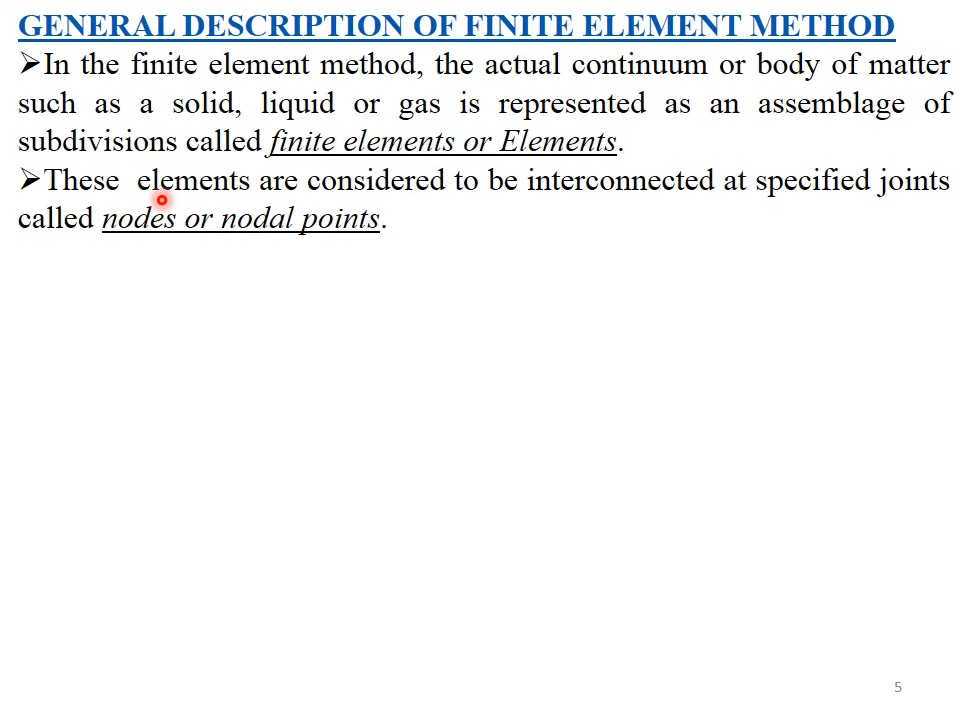 GENERAL DESCRIPTION OF FINITE ELEMENT METHOD
➢In the finite element method, the actual continuum or body of matter
such as a solid, liquid or gas is represented as an assemblage of
subdivisions called finite elements or Elements.
➢These elements are considered to be interconnected at specified joints
called nodes or nodal points.
5